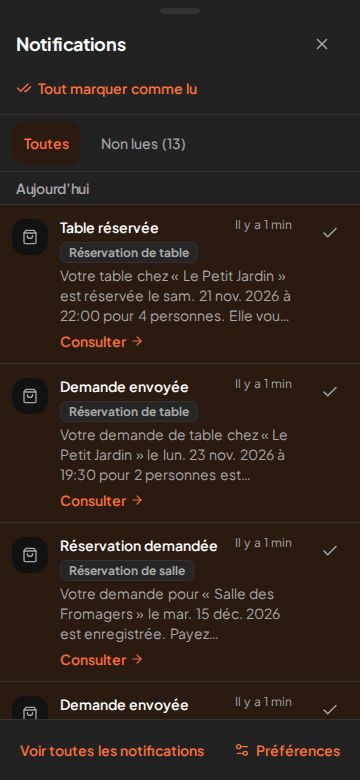 Notifications
Tout marquer comme lu
Toutes
Non lues (13)
Aujourd'hui
Table réservée
Il y a 1 min
Réservation de table
Votre table chez « Le Petit Jardin »
est réservée le sam. 21 nov. 2026 à
22:00 pour 4 personnes. Elle vou…
Consulter →
Demande envoyée
Il y a 1 min
Réservation de table
Votre demande de table chez « Le
Petit Jardin » le lun. 23 nov. 2026 à
19:30 pour 2 personnes est…
Consulter →
Réservation demandée
Il y a 1 min
Réservation de salle
Votre demande pour « Salle des
Fromagers » le mar. 15 déc. 2026
est enregistrée. Payez…
Consulter →
Demande envoyée
Il y a 1 min
Voir toutes les notifications
Préférences